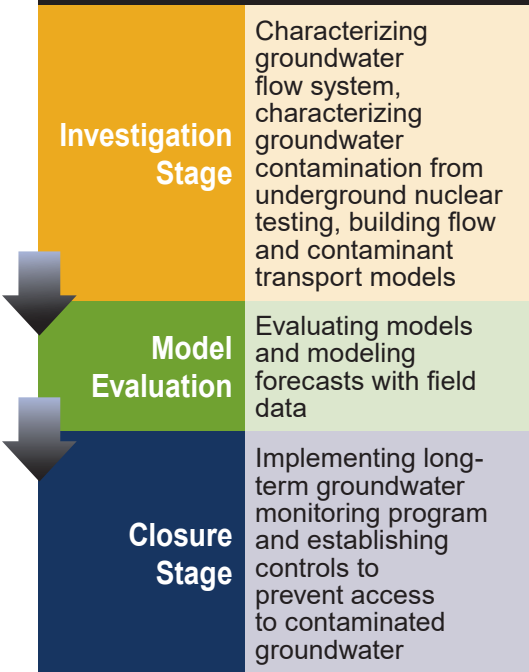 Investigation
Stage
Characterizing
groundwater
flow system,
characterizing
groundwater
contamination from
underground nuclear
testing, building flow
and contaminant
transport models
Model
Evaluation
Evaluating models
and modeling
forecasts with field
data
Closure
Stage
Implementing long-
term groundwater
monitoring program
and establishing
controls to
prevent access
to contaminated
groundwater